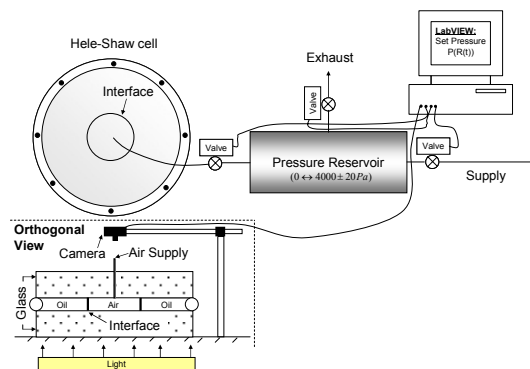 Hele-Shaw cell
Interface
Exhaust
LabVIEW:
Set Pressure
P(R(t))
Valve
Valve
Valve
Pressure Reservoir
(0 ↔ 4000 ± 20Pa)
Supply
Orthogonal
View
Camera
Air Supply
Glass
Oil
Air
Oil
Interface
Light